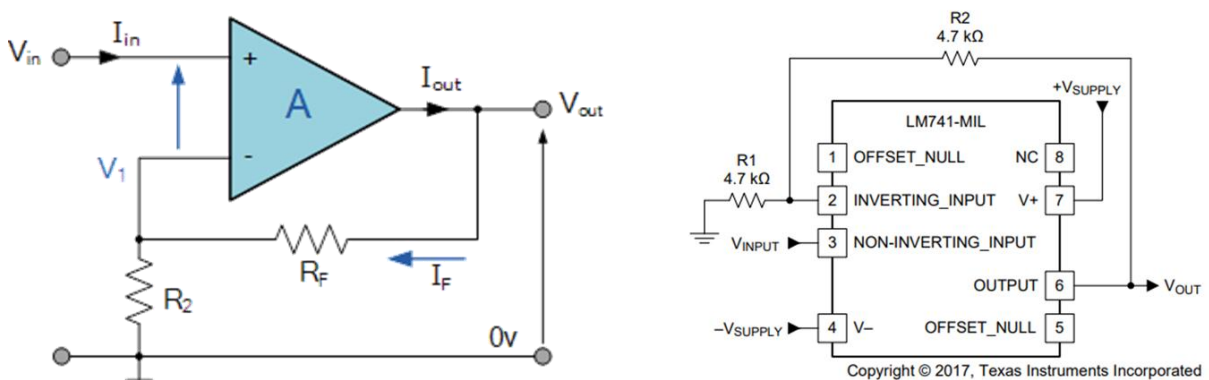 Vin
Iin
+
A
Iout
Vout
V1
-
RF
IF
R2
0v
R2
4.7 kΩ
+VSUPPLY
LM741-MIL
R1
4.7 kΩ
1 OFFSET_NULL
NC 8
2 INVERTING_INPUT
V+ 7
VINPUT
3 NON-INVERTING_INPUT
OUTPUT 6
VOUT
–VSUPPLY
4 V–
OFFSET_NULL 5
Copyright © 2017, Texas Instruments Incorporated